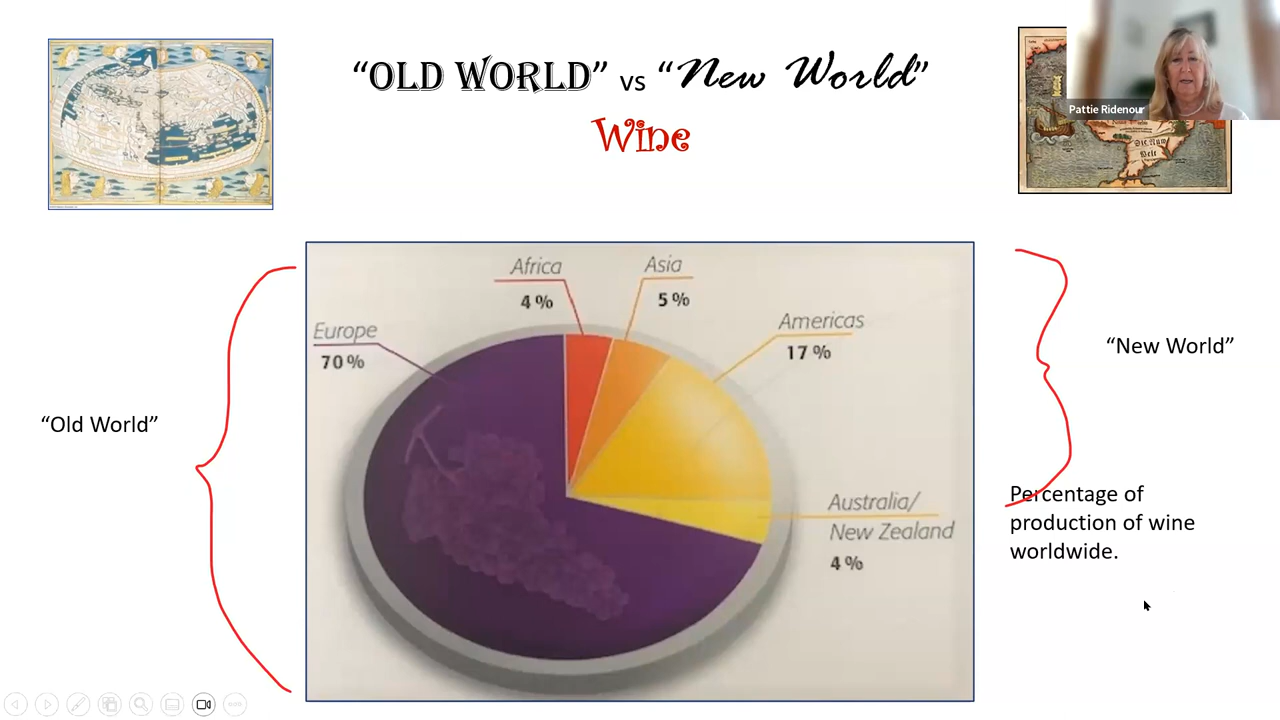 “OLD WORLD” vs “New World”
Wine
Pattie Ridenour
Africa
4 %
Asia
5 %
Americas
17 %
Europe
70 %
Australia/
New Zealand
4 %
“Old World”
“New World”
Percentage of
production of wine
worldwide.